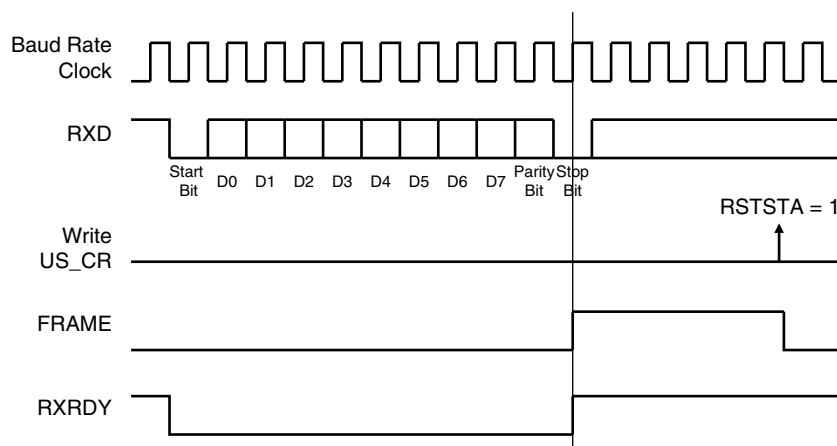 Baud Rate
Clock
RXD
Start
Bit
D0 D1 D2 D3 D4 D5 D6 D7
Parity
Bit
Stop
Bit
RSTSTA = 1
Write
US_CR
FRAME
RXRDY